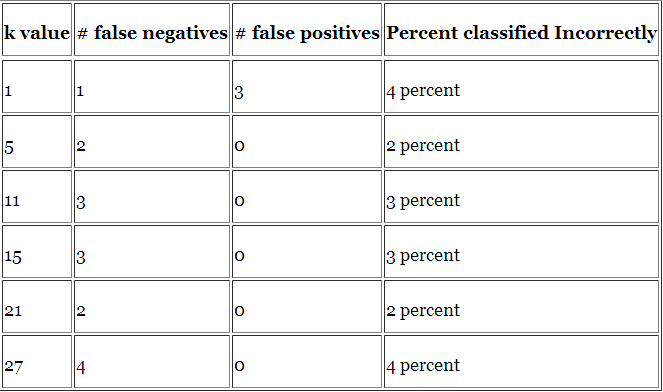 k value # false negatives # false positives Percent classified Incorrectly
1 1 3 4 percent
5 2 0 2 percent
11 3 0 3 percent
15 3 0 3 percent
21 2 0 2 percent
27 4 0 4 percent